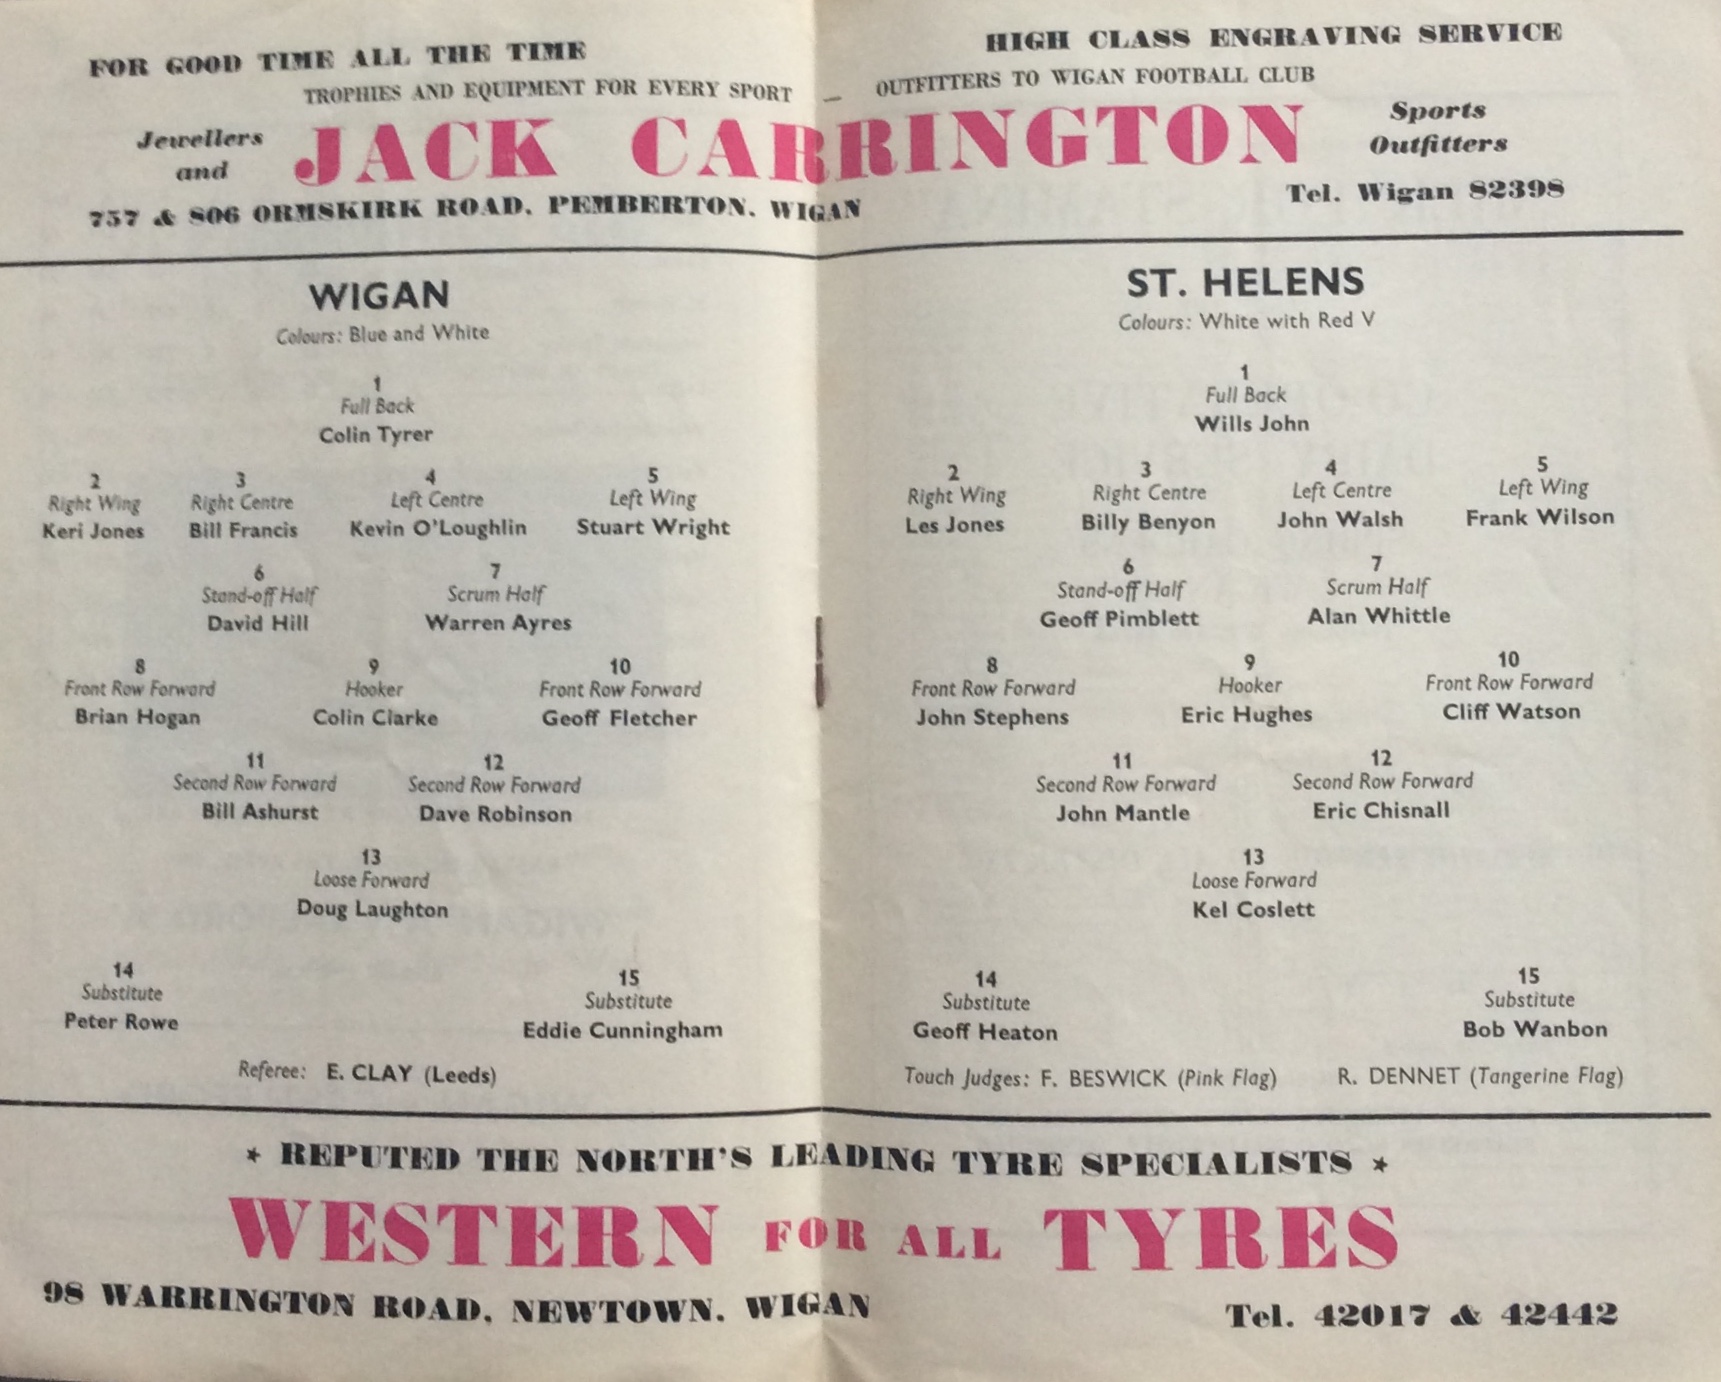 FOR GOOD TIME ALL THE TIME
HIGH CLASS ENGRAVING SERVICE
TROPHIES AND EQUIPMENT FOR EVERY SPORT – OUTFITTERS TO WIGAN FOOTBALL CLUB
Jewellers and
JACK CARRINGTON
Sports Outfitters
757 & 806 ORMSKIRK ROAD, PEMBERTON, WIGAN
Tel. Wigan 82398
WIGAN
Colours: Blue and White
1
Full Back
Colin Tyrer
2 3 4 5
Right Wing Right Centre Left Centre Left Wing
Keri Jones Bill Francis Kevin O'Loughlin Stuart Wright
6 7
Stand-off Half Scrum Half
David Hill Warren Ayres
8 9 10
Front Row Forward Hooker Front Row Forward
Brian Hogan Colin Clarke Geoff Fletcher
11 12
Second Row Forward Second Row Forward
Bill Ashurst Dave Robinson
13
Loose Forward
Doug Laughton
14 15
Substitute Substitute
Peter Rowe Eddie Cunningham
Referee: E. CLAY (Leeds)
ST. HELENS
Colours: White with Red V
1
Full Back
Wills John
2 3 4 5
Right Wing Right Centre Left Centre Left Wing
Les Jones Billy Benyon John Walsh Frank Wilson
6 7
Stand-off Half Scrum Half
Geoff Pimblett Alan Whittle
8 9 10
Front Row Forward Hooker Front Row Forward
John Stephens Eric Hughes Cliff Watson
11 12
Second Row Forward Second Row Forward
John Mantle Eric Chisnall
13
Loose Forward
Kel Coslett
14 15
Substitute Substitute
Geoff Heaton Bob Wanbon
Touch Judges: F. BESWICK (Pink Flag) R. DENNET (Tangerine Flag)
★ REPUTED THE NORTH'S LEADING TYRE SPECIALISTS ★
WESTERN FOR ALL TYRES
98 WARRINGTON ROAD, NEWTOWN, WIGAN
Tel. 42017 & 42442